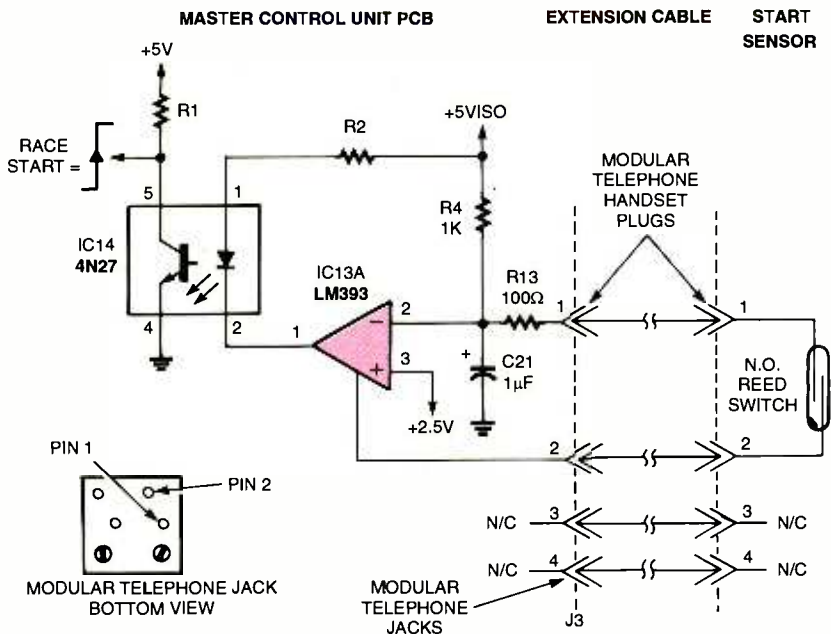 MASTER CONTROL UNIT PCB
EXTENSION CABLE
START
SENSOR
+5V
R1
RACE
START =
R2
+5VISO
MODULAR
TELEPHONE
HANDSET
PLUGS
5
1
R4
1K
IC14
4N27
IC13A
LM393
R13
100Ω
1
1
4
2
1
2
3
−
+
+
C21
1µF
N.O.
REED
SWITCH
+2.5V
2
2
PIN 1
PIN 2
N/C
3
3
N/C
N/C
4
4
N/C
MODULAR TELEPHONE JACK
BOTTOM VIEW
MODULAR
TELEPHONE
JACKS
J3